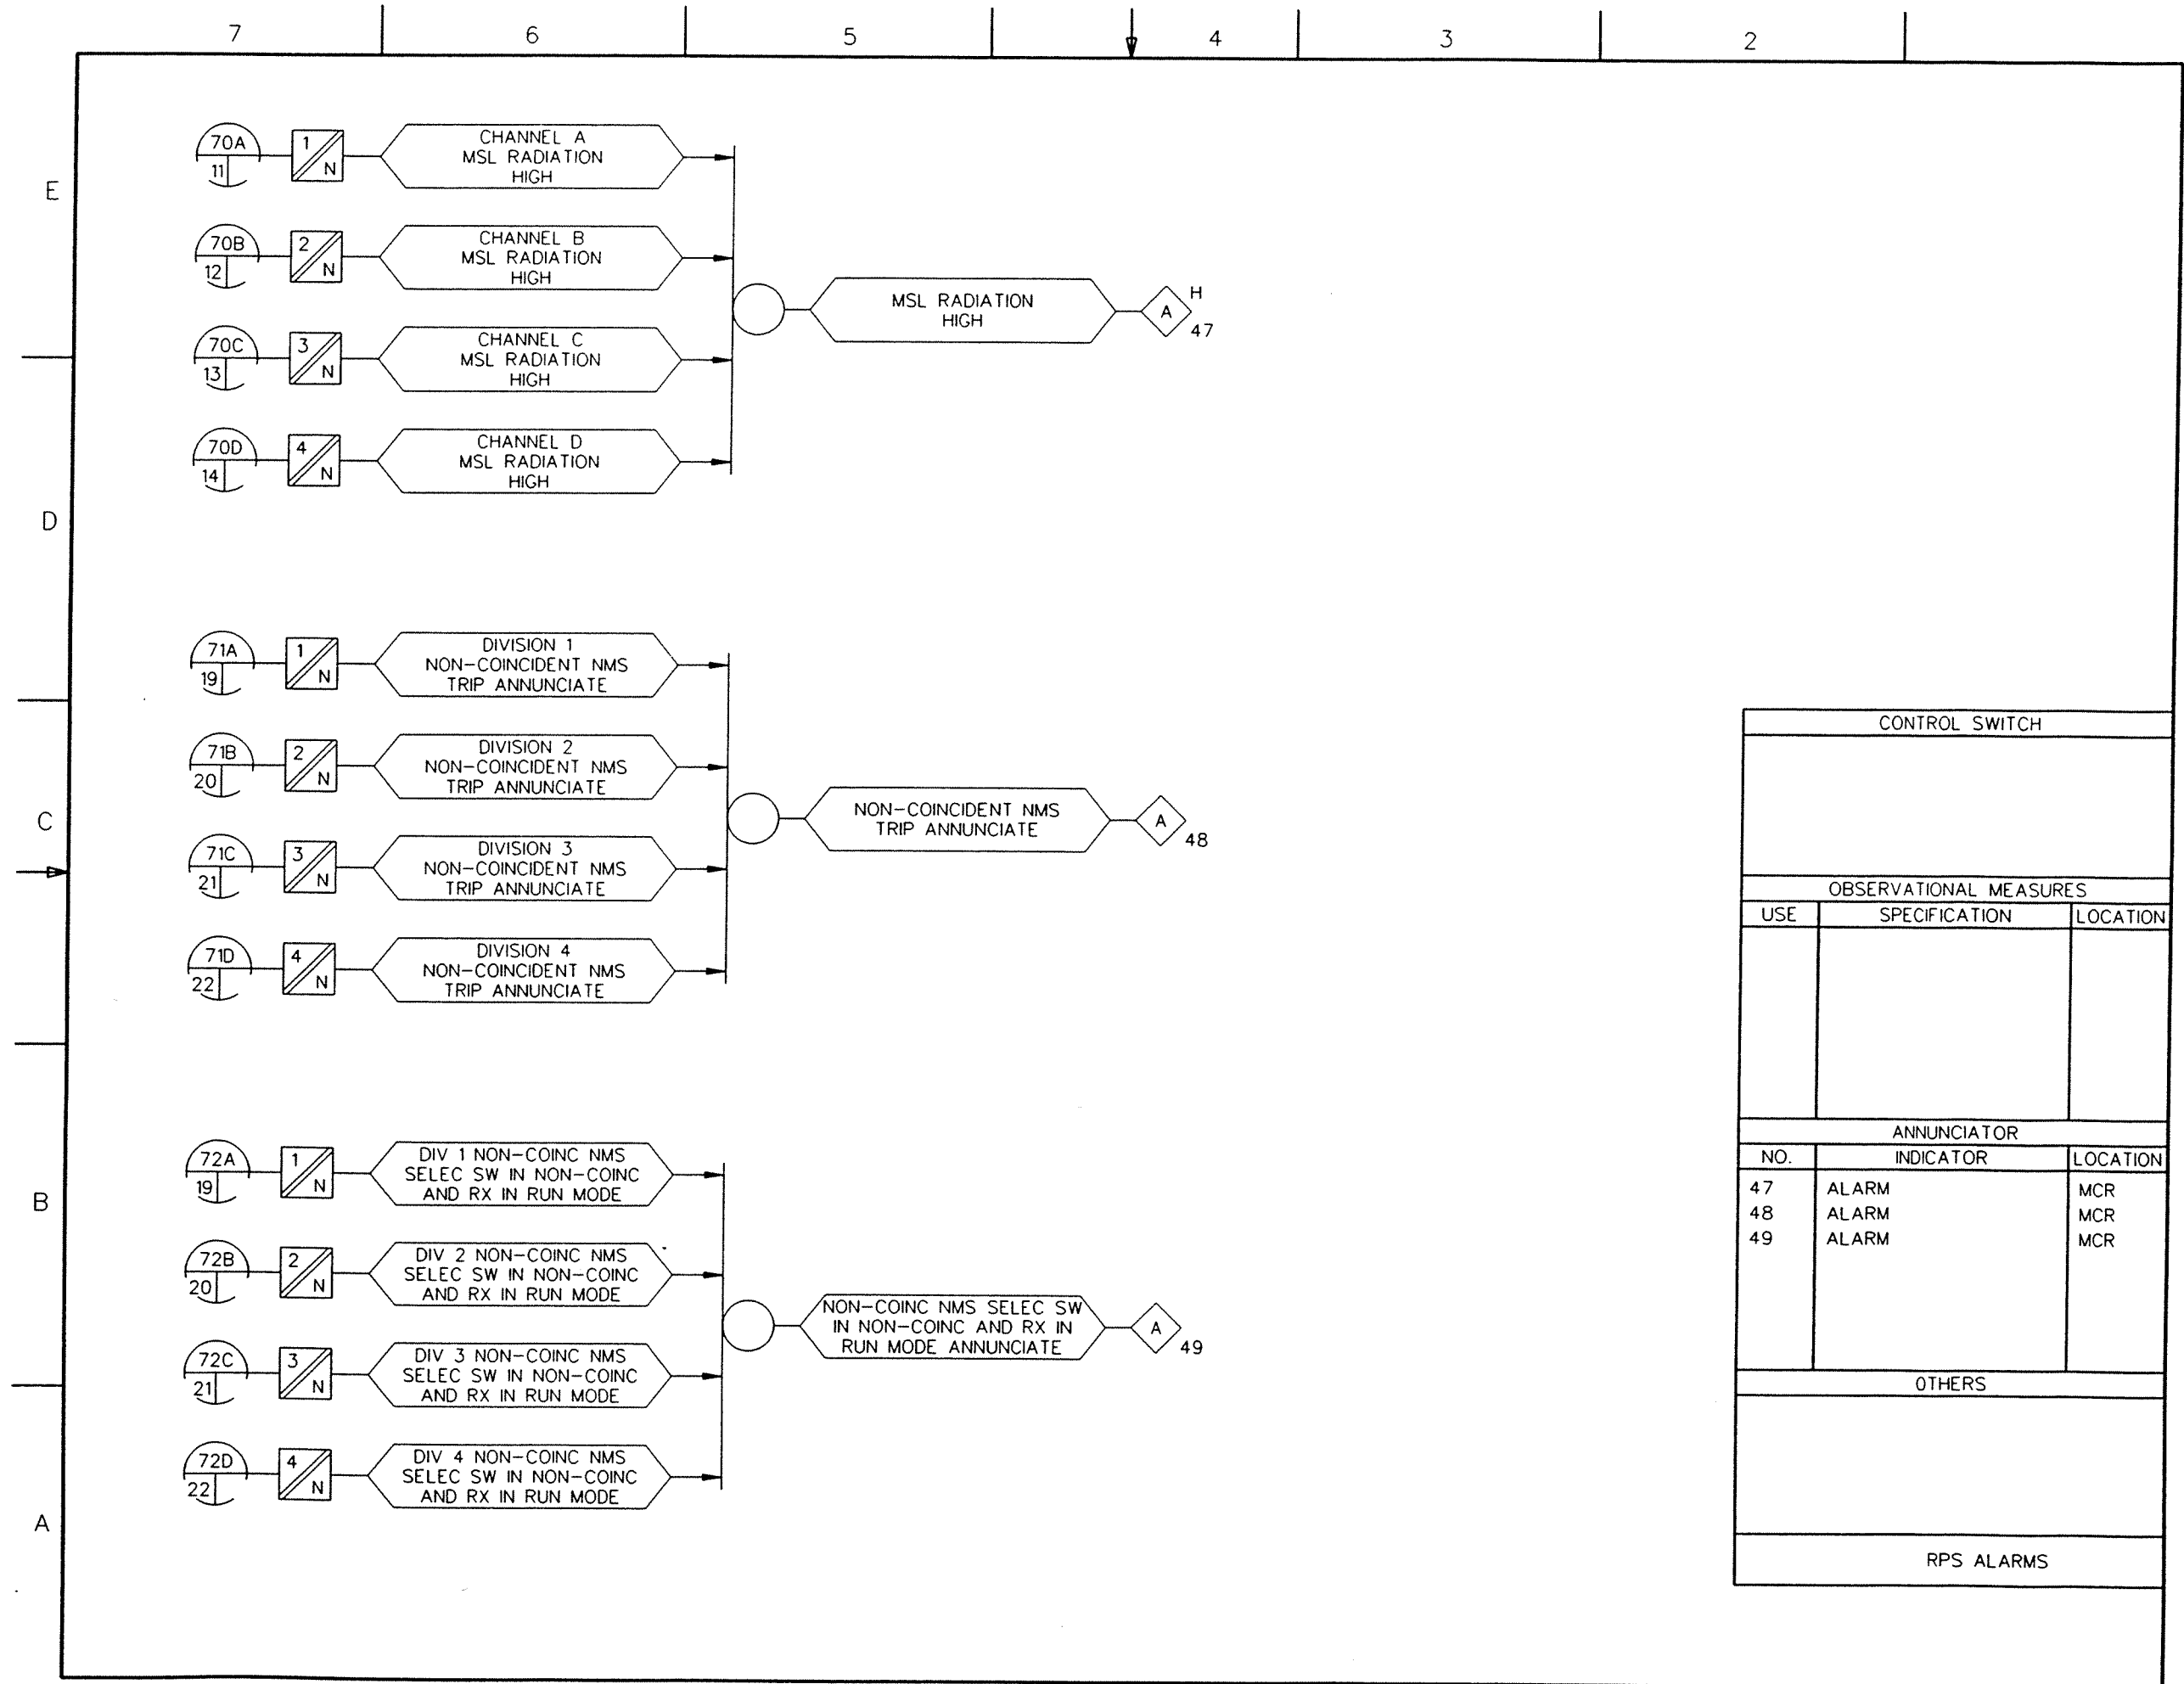 7 6 5 4 3 2
E
D
C
B
A
70A
11
1
N
CHANNEL A
MSL RADIATION
HIGH
70B
12
2
N
CHANNEL B
MSL RADIATION
HIGH
70C
13
3
N
CHANNEL C
MSL RADIATION
HIGH
70D
14
4
N
CHANNEL D
MSL RADIATION
HIGH
MSL RADIATION
HIGH
A
H
47
71A
19
1
N
DIVISION 1
NON-COINCIDENT NMS
TRIP ANNUNCIATE
71B
20
2
N
DIVISION 2
NON-COINCIDENT NMS
TRIP ANNUNCIATE
71C
21
3
N
DIVISION 3
NON-COINCIDENT NMS
TRIP ANNUNCIATE
71D
22
4
N
DIVISION 4
NON-COINCIDENT NMS
TRIP ANNUNCIATE
NON-COINCIDENT NMS
TRIP ANNUNCIATE
A
48
72A
19
1
N
DIV 1 NON-COINC NMS
SELEC SW IN NON-COINC
AND RX IN RUN MODE
72B
20
2
N
DIV 2 NON-COINC NMS
SELEC SW IN NON-COINC
AND RX IN RUN MODE
72C
21
3
N
DIV 3 NON-COINC NMS
SELEC SW IN NON-COINC
AND RX IN RUN MODE
72D
22
4
N
DIV 4 NON-COINC NMS
SELEC SW IN NON-COINC
AND RX IN RUN MODE
NON-COINC NMS SELEC SW
IN NON-COINC AND RX IN
RUN MODE ANNUNCIATE
A
49
CONTROL SWITCH
OBSERVATIONAL MEASURES
USE SPECIFICATION LOCATION
ANNUNCIATOR
NO. INDICATOR LOCATION
47 ALARM MCR
48 ALARM MCR
49 ALARM MCR
OTHERS
RPS ALARMS